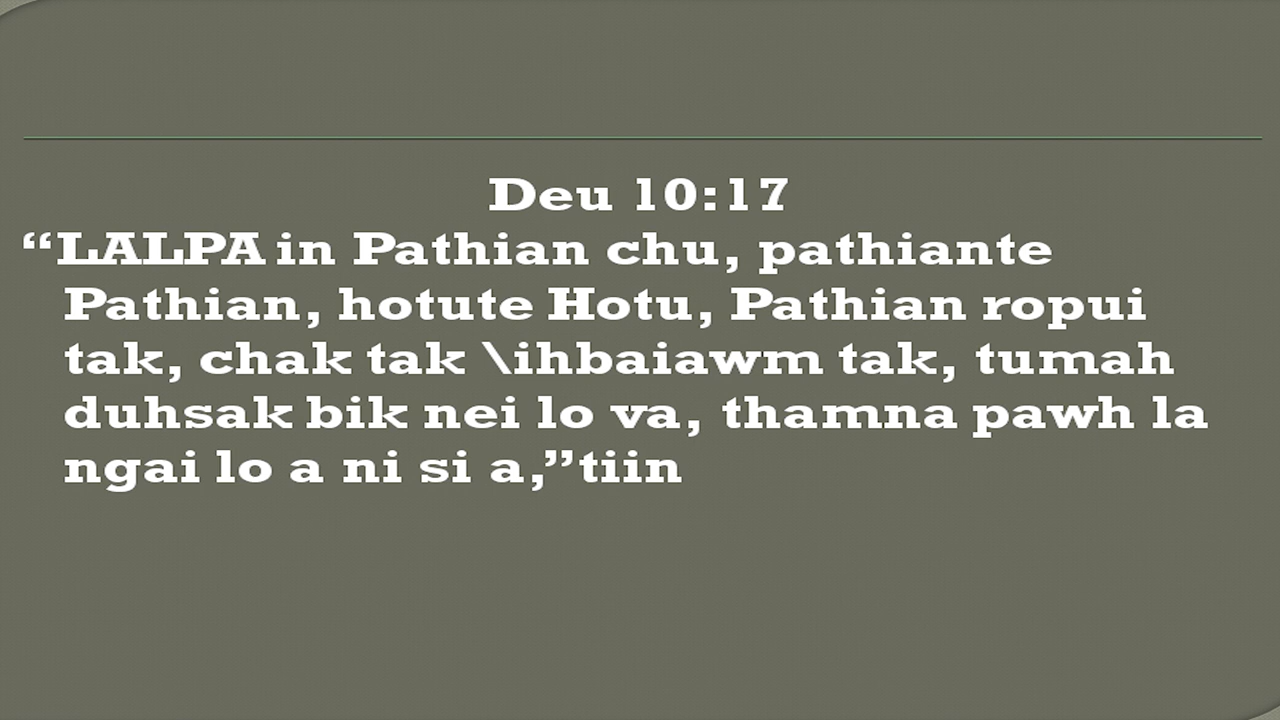 Deu 10:17
“LALPA in Pathian chu, pathiante
Pathian, hotute Hotu, Pathian ropui
tak, chak tak \ihbaiawm tak, tumah
duhsak bik nei lo va, thamna pawh la
ngai lo a ni si a,”tiin